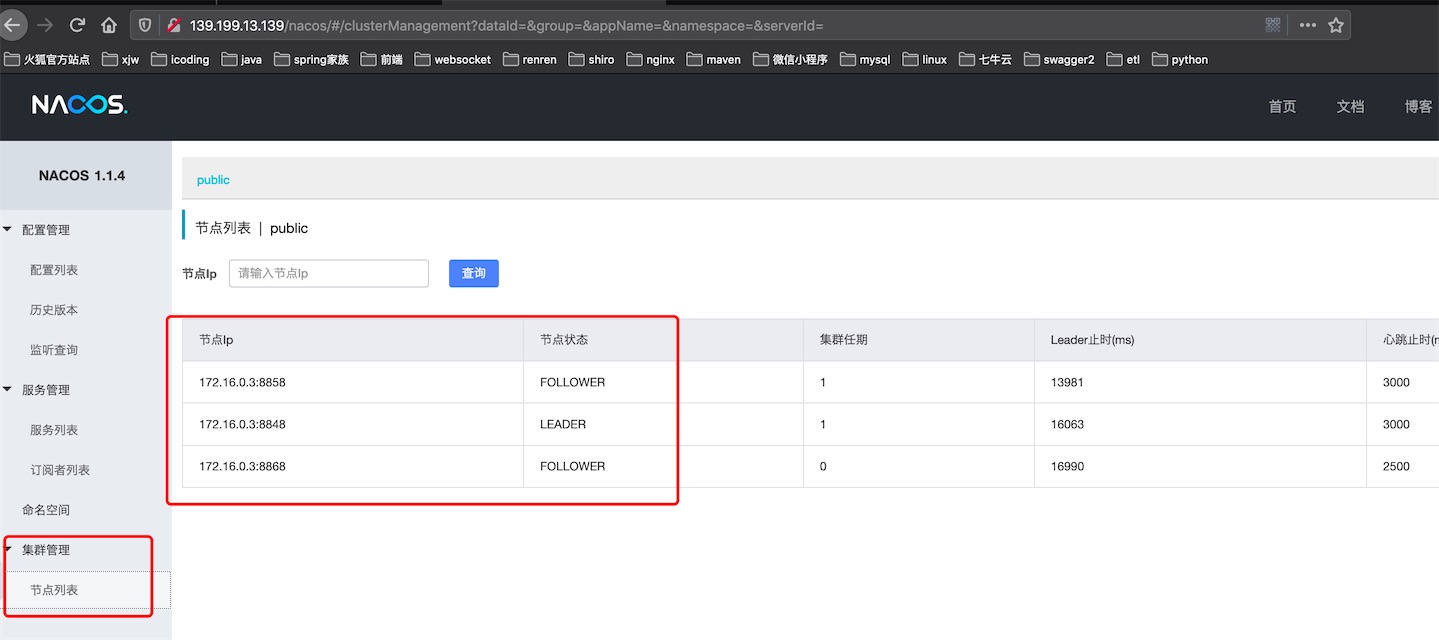 139.199.13.139/nacos/#/clusterManagement?dataId=&group=&appName=&namespace=&serverId=
火狐官方站点 xjw icoding java spring家族 前端 websocket renren shiro nginx maven 微信小程序 mysql linux 七牛云 swagger2 etl python
NACOS. 首页 文档 博客
NACOS 1.1.4
配置管理
配置列表
历史版本
监听查询
服务管理
服务列表
订阅者列表
命名空间
集群管理
节点列表
public
节点列表 | public
节点Ip 请输入节点Ip 查询
节点Ip 节点状态 集群任期 Leader止时(ms) 心跳止时(m
172.16.0.3:8858 FOLLOWER 1 13981 3000
172.16.0.3:8848 LEADER 1 16063 3000
172.16.0.3:8868 FOLLOWER 0 16990 2500